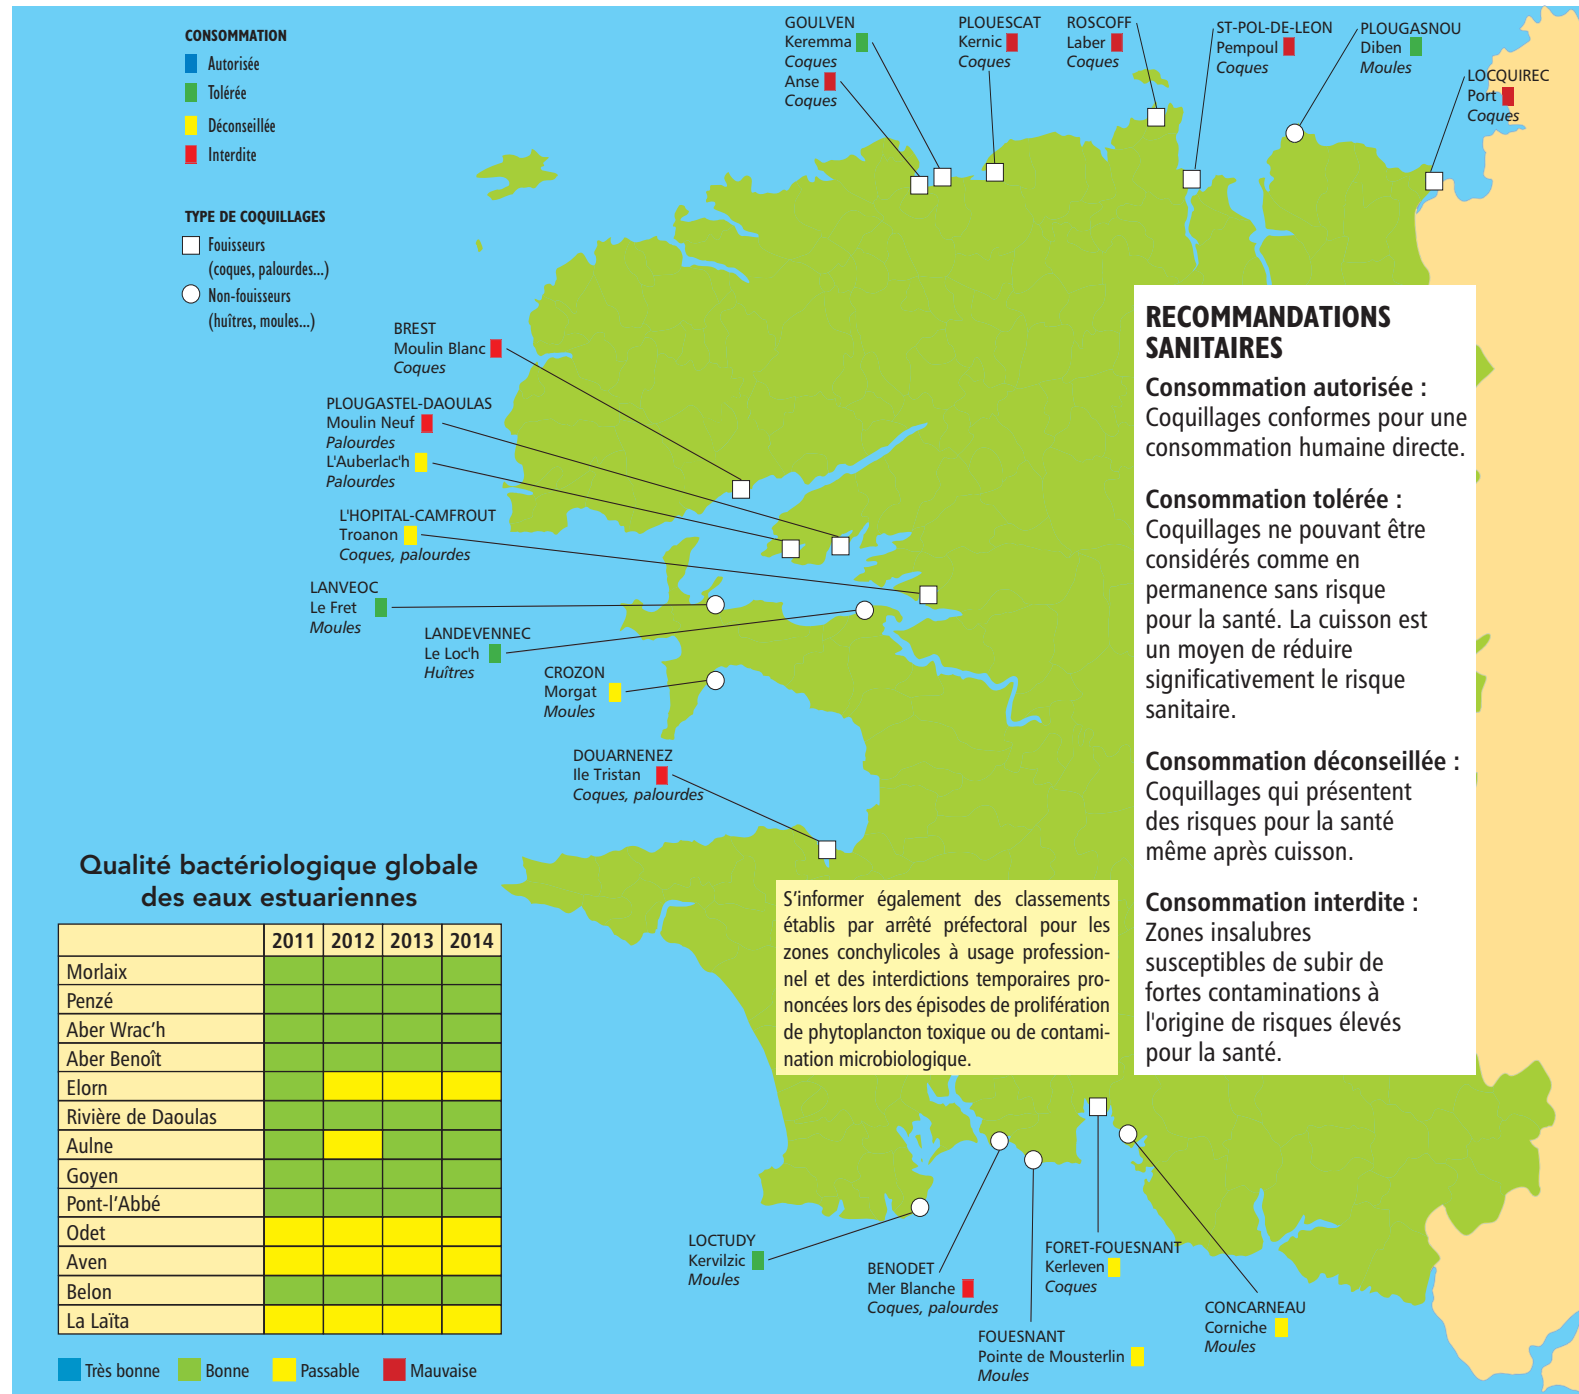 CONSOMMATION
Autorisée
Tolérée
Déconseillée
Interdite
TYPE DE COQUILLAGES
Fouisseurs
(coques, palourdes...)
Non-fouisseurs
(huîtres, moules...)
GOULVEN
Keremma
Coques
Anse
Coques
PLOUESCAT
Kernic
Coques
ROSCOFF
Laber
Coques
ST-POL-DE-LEON
Pempoul
Coques
PLOUGASNOU
Diben
Moules
LOCQUIREC
Port
Coques
BREST
Moulin Blanc
Coques
PLOUGASTEL-DAOULAS
Moulin Neuf
Palourdes
L'Auberlac'h
Palourdes
L'HOPITAL-CAMFROUT
Troanon
Coques, palourdes
LANVEOC
Le Fret
Moules
LANDEVENNEC
Le Loc'h
Huîtres
CROZON
Morgat
Moules
DOUARNENEZ
Ile Tristan
Coques, palourdes
RECOMMANDATIONS
SANITAIRES
Consommation autorisée :
Coquillages conformes pour une
consommation humaine directe.
Consommation tolérée :
Coquillages ne pouvant être
considérés comme en
permanence sans risque
pour la santé. La cuisson est
un moyen de réduire
significativement le risque
sanitaire.
Consommation déconseillée :
Coquillages qui présentent
des risques pour la santé
même après cuisson.
Consommation interdite :
Zones insalubres
susceptibles de subir de
fortes contaminations à
l'origine de risques élevés
pour la santé.
S'informer également des classements
établis par arrêté préfectoral pour les
zones conchylicoles à usage profession-
nel et des interdictions temporaires pro-
noncées lors des épisodes de prolifération
de phytoplancton toxique ou de contami-
nation microbiologique.
Qualité bactériologique globale
des eaux estuariennes
2011 2012 2013 2014
Morlaix
Penzé
Aber Wrac'h
Aber Benoît
Elorn
Rivière de Daoulas
Aulne
Goyen
Pont-l'Abbé
Odet
Aven
Belon
La Laïta
Très bonne Bonne Passable Mauvaise
LOCTUDY
Kervilzic
Moules
BENODET
Mer Blanche
Coques, palourdes
FOUESNANT
Pointe de Mousterlin
Moules
FORET-FOUESNANT
Kerleven
Coques
CONCARNEAU
Corniche
Moules